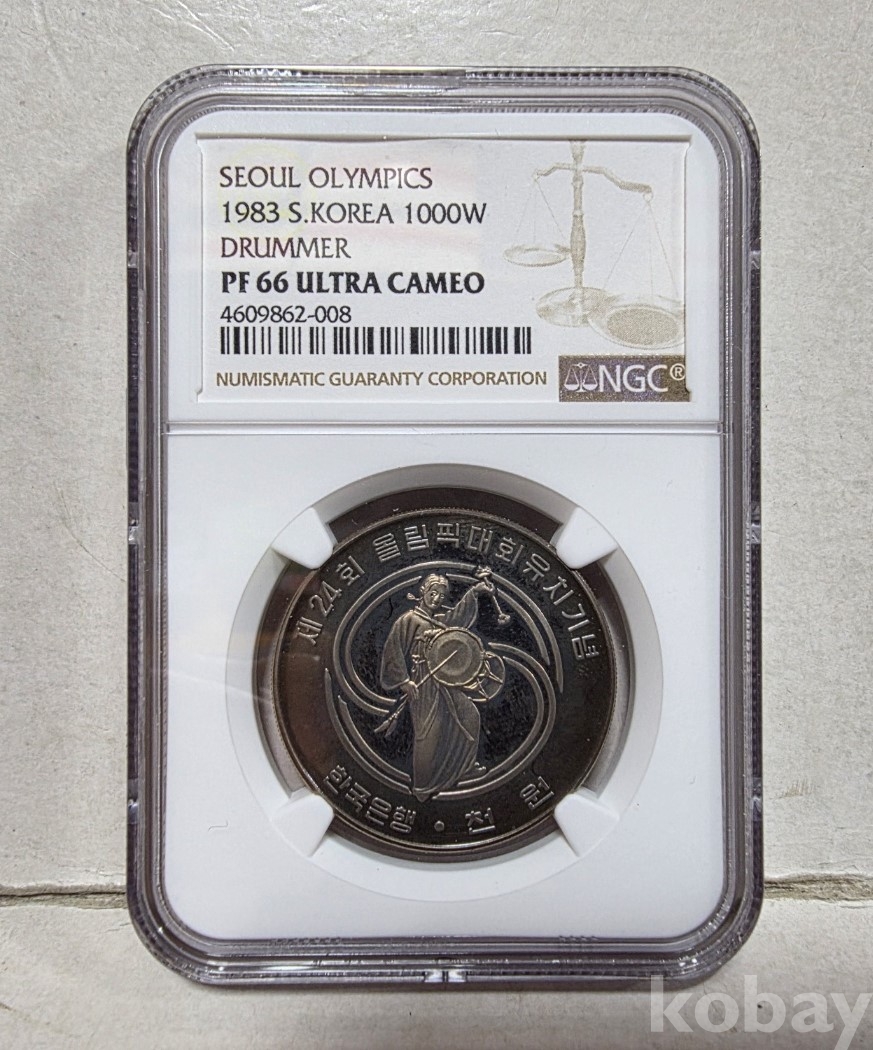 SEOUL OLYMPICS
1983 S.KOREA 1000W
DRUMMER
PF 66 ULTRA CAMEO
4609862-008
NUMISMATIC GUARANTY CORPORATION
NGC®
제24회 올림픽대회유치기념
한국은행 · 천원
kobay